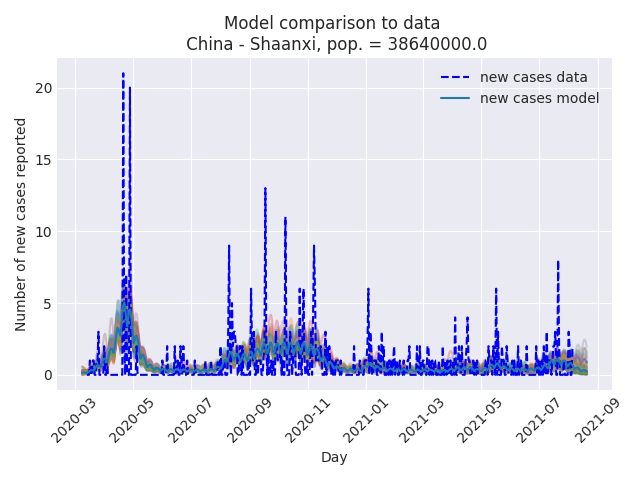 Model comparison to data
China - Shaanxi, pop. = 38640000.0
new cases data
new cases model
Number of new cases reported
20
15
10
5
0
2020-03
2020-05
2020-07
2020-09
2020-11
2021-01
2021-03
2021-05
2021-07
2021-09
Day